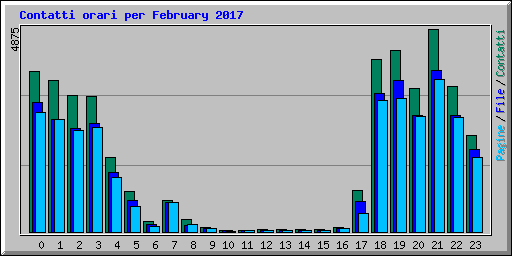 Contatti orari per February 2017
4875
Pagine / File / Contatti
0 1 2 3 4 5 6 7 8 9 10 11 12 13 14 15 16 17 18 19 20 21 22 23